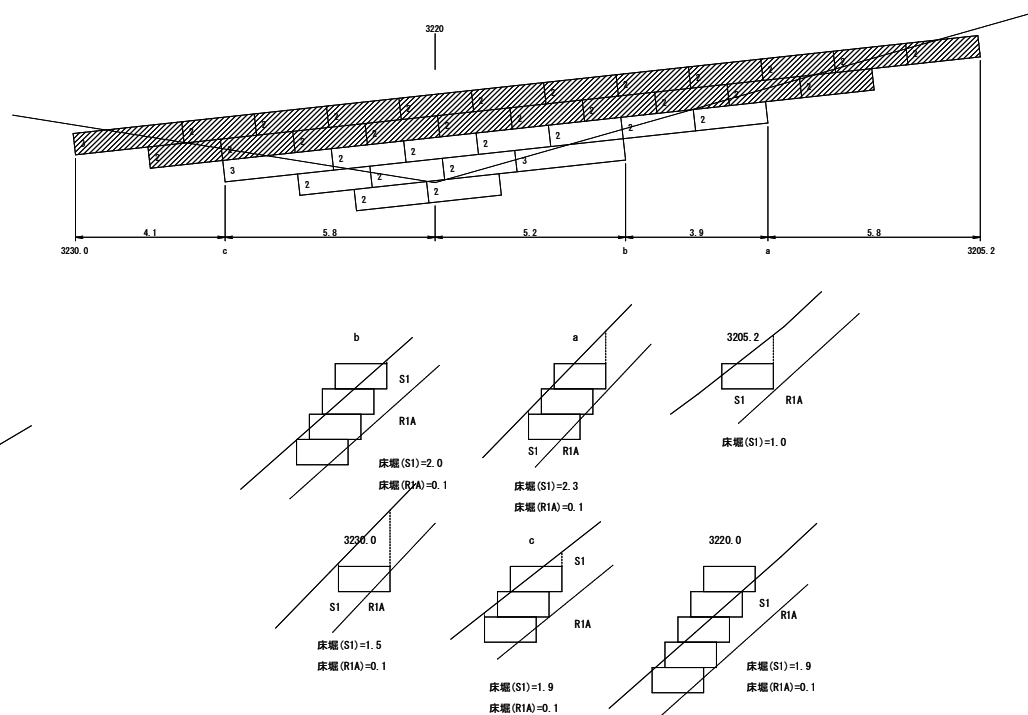 3220
2 2 2 2 2 2 2 2 2 2 2
2 2 2 2 2 2 2 2 2 2
3 2 2 2 2 2 2
2 2 2 3
2 2
4.1 5.8 5.2 3.9 5.8
3230.0 c b a 3205.2
b
S1
R1A
床堀(S1)=2.0
床堀(R1A)=0.1
a
S1 R1A
床堀(S1)=2.3
床堀(R1A)=0.1
3205.2
S1 R1A
床堀(S1)=1.0
3230.0
S1 R1A
床堀(S1)=1.5
床堀(R1A)=0.1
c
S1
R1A
床堀(S1)=1.9
床堀(R1A)=0.1
3220.0
S1
R1A
床堀(S1)=1.9
床堀(R1A)=0.1